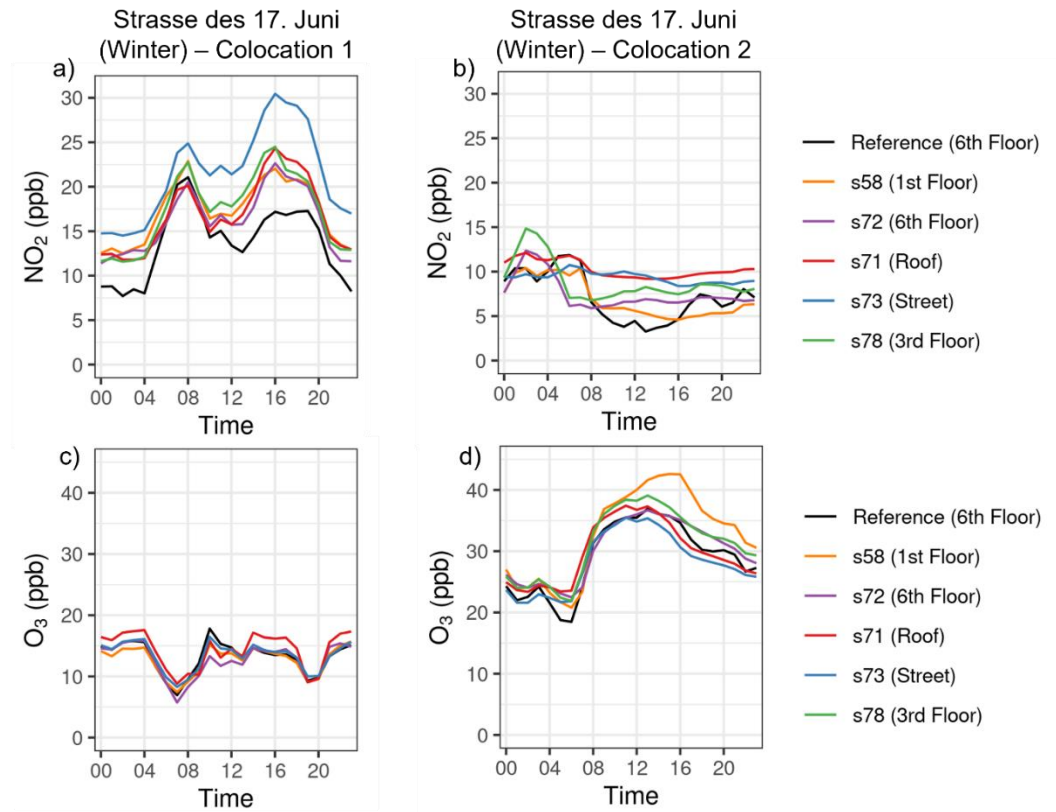 Strasse des 17. Juni
(Winter) – Colocation 1
Strasse des 17. Juni
(Winter) – Colocation 2
a)
NO₂ (ppb)
30
25
20
15
10
5
0
00 04 08 12 16 20
Time
b)
NO₂ (ppb)
30
25
20
15
10
5
0
00 04 08 12 16 20
Time
Reference (6th Floor)
s58 (1st Floor)
s72 (6th Floor)
s71 (Roof)
s73 (Street)
s78 (3rd Floor)
c)
O₃ (ppb)
40
30
20
10
0
00 04 08 12 16 20
Time
d)
O₃ (ppb)
40
30
20
10
0
00 04 08 12 16 20
Time
Reference (6th Floor)
s58 (1st Floor)
s72 (6th Floor)
s71 (Roof)
s73 (Street)
s78 (3rd Floor)